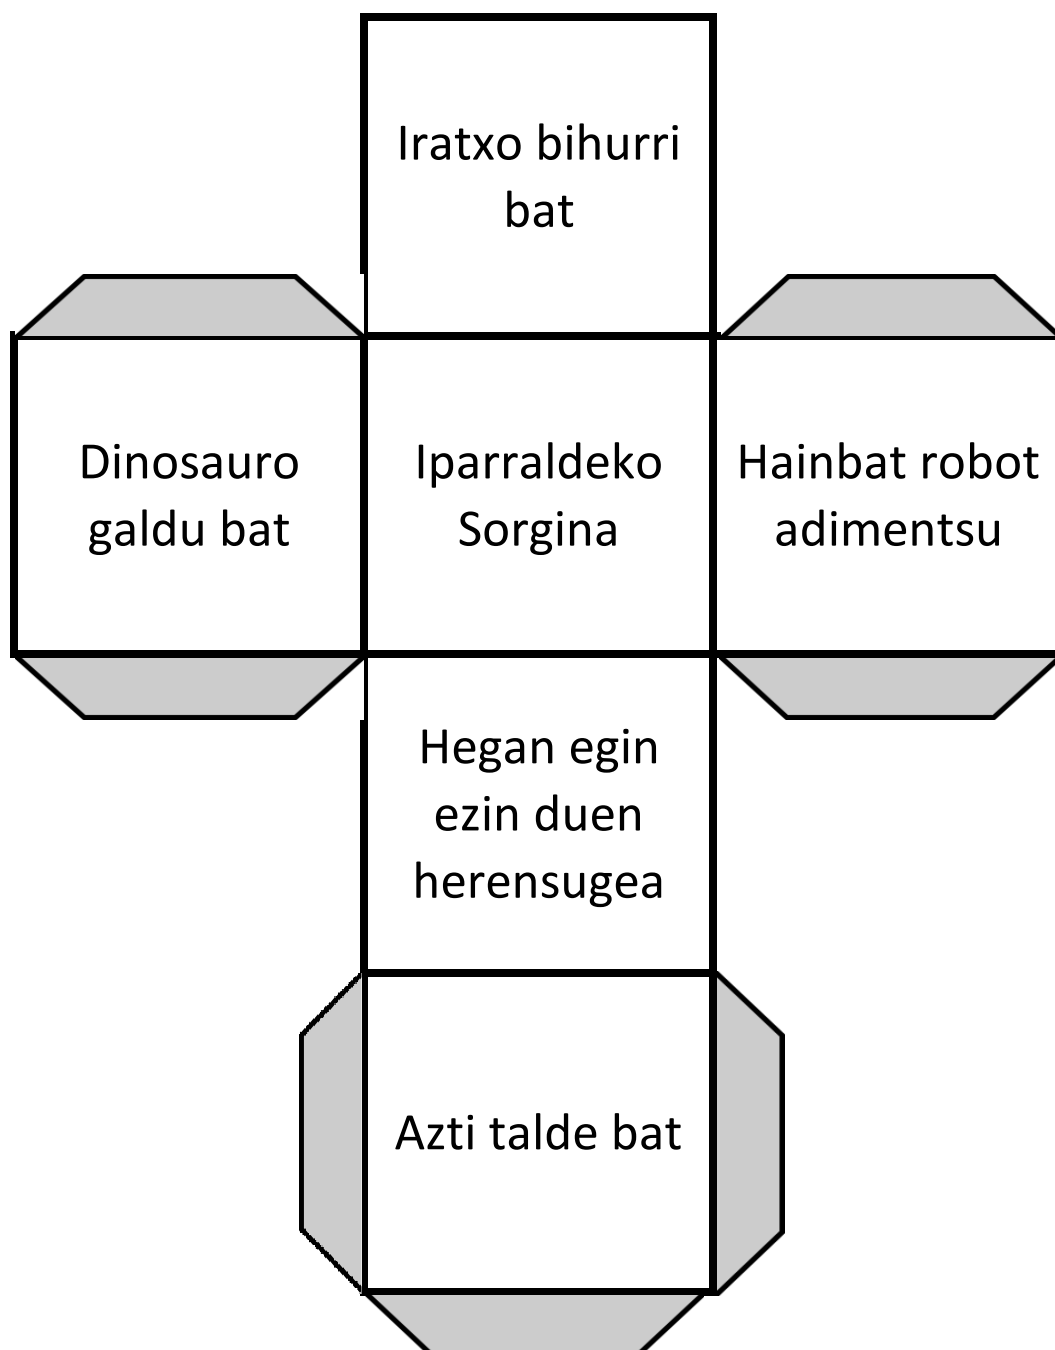 Iratxo bihurri
bat
Dinosauro
galdu bat
Iparraldeko
Sorgina
Hainbat robot
adimentsu
Hegan egin
ezin duen
herensugea
Azti talde bat